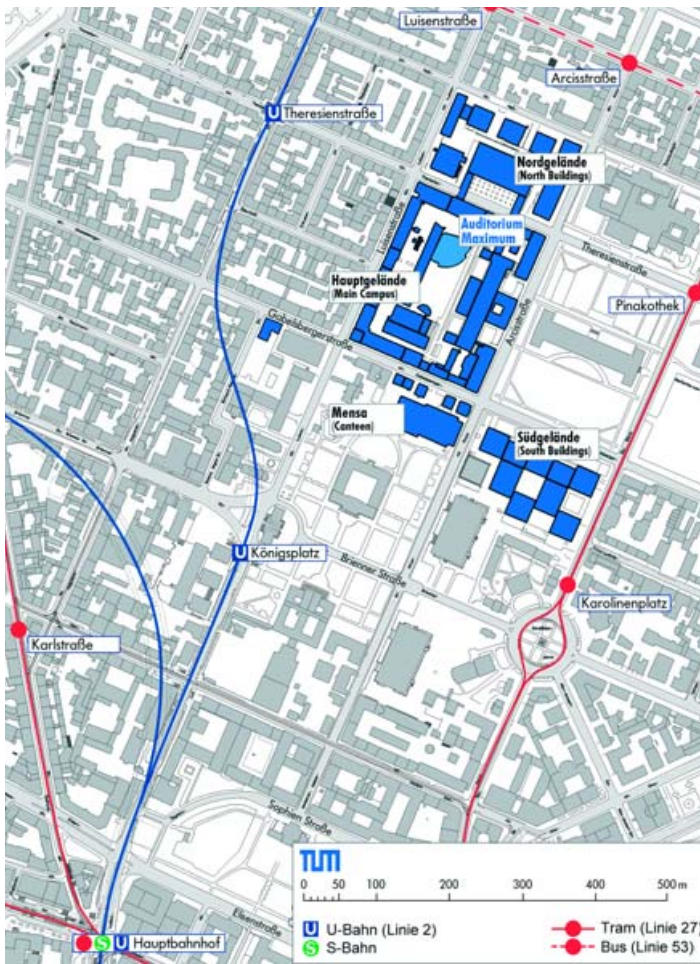 Luisenstraße
Arcisstraße
U Theresienstraße
Nordgelände
(North Buildings)
Auditorium
Maximum
Luisenstraße
Theresienstraße
Hauptgelände
(Main Campus)
Pinakothek
Gabelsbergerstraße
Arcisstraße
Mensa
(Canteen)
Südgelände
(South Buildings)
U Königsplatz
Brienner Straße
Karolinenplatz
Karlstraße
Sophien Straße
TUM
0 50 100 200 300 400 500 m
Elisenstraße
U U-Bahn (Linie 2)
Tram (Linie 27)
S U Hauptbahnhof
S S-Bahn
Bus (Linie 53)